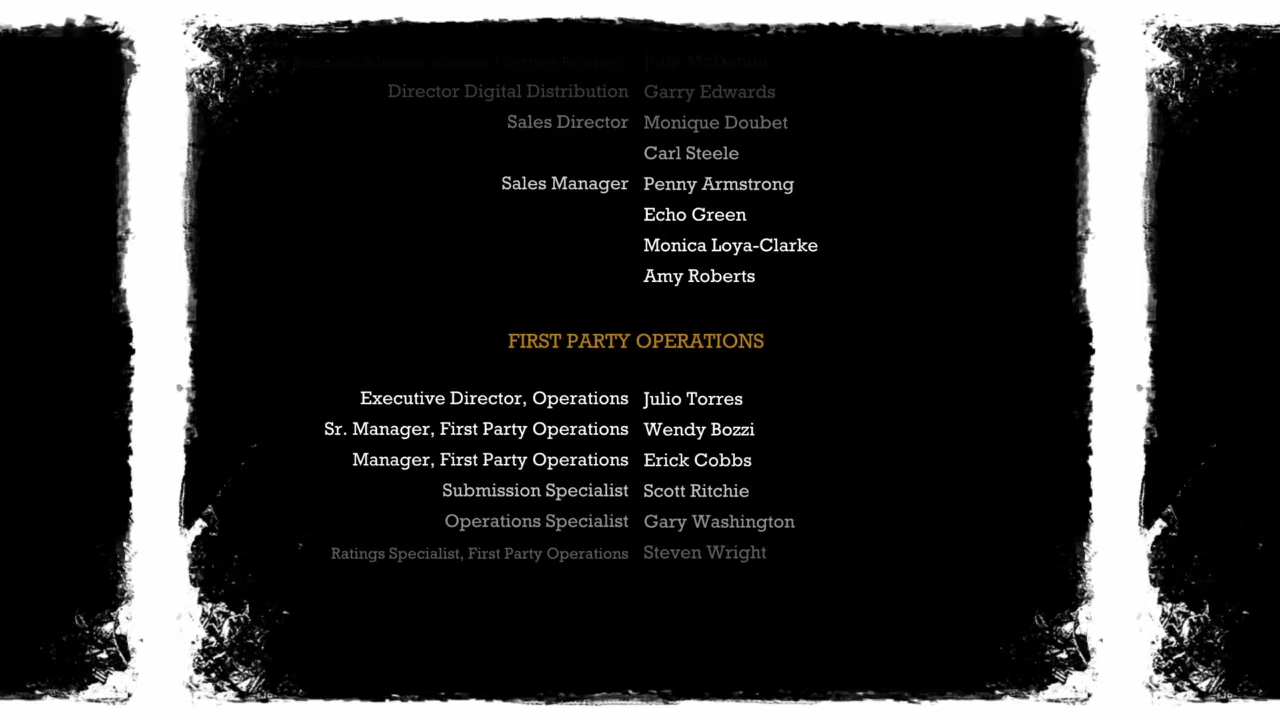 Director Digital Distribution Garry Edwards
Sales Director Monique Doubet
Carl Steele
Sales Manager Penny Armstrong
Echo Green
Monica Loya-Clarke
Amy Roberts
FIRST PARTY OPERATIONS
Executive Director, Operations Julio Torres
Sr. Manager, First Party Operations Wendy Bozzi
Manager, First Party Operations Erick Cobbs
Submission Specialist Scott Ritchie
Operations Specialist Gary Washington
Ratings Specialist, First Party Operations Steven Wright